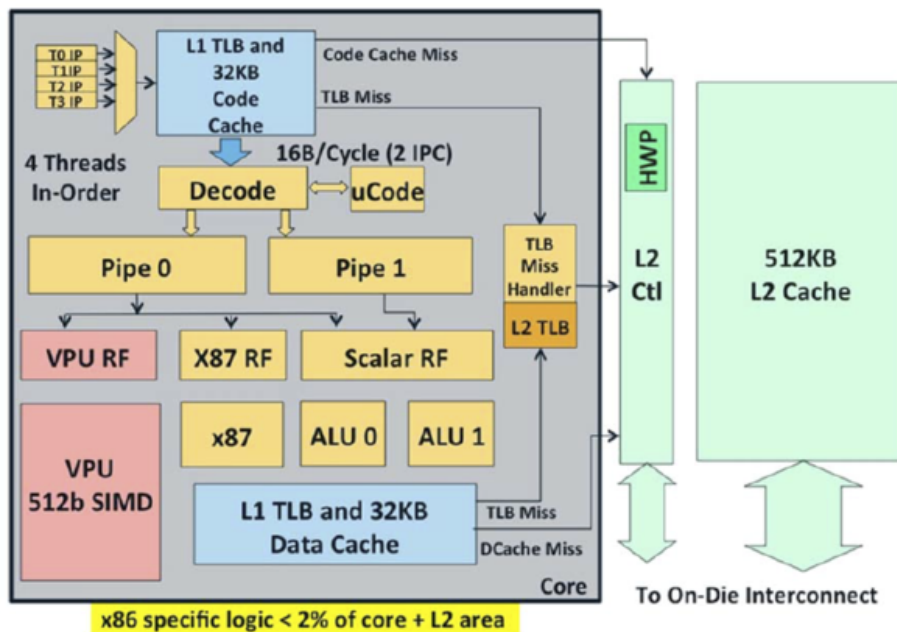 T0 IP
T1IP
T2 IP
T3 IP
L1 TLB and
32KB
Code
Cache
Code Cache Miss
TLB Miss
4 Threads
In-Order
16B/Cycle (2 IPC)
Decode
uCode
Pipe 0
Pipe 1
TLB
Miss
Handler
L2 TLB
HWP
L2
Ctl
512KB
L2 Cache
VPU RF
X87 RF
Scalar RF
VPU
512b SIMD
x87
ALU 0
ALU 1
L1 TLB and 32KB
Data Cache
TLB Miss
DCache Miss
Core
To On-Die Interconnect
x86 specific logic < 2% of core + L2 area